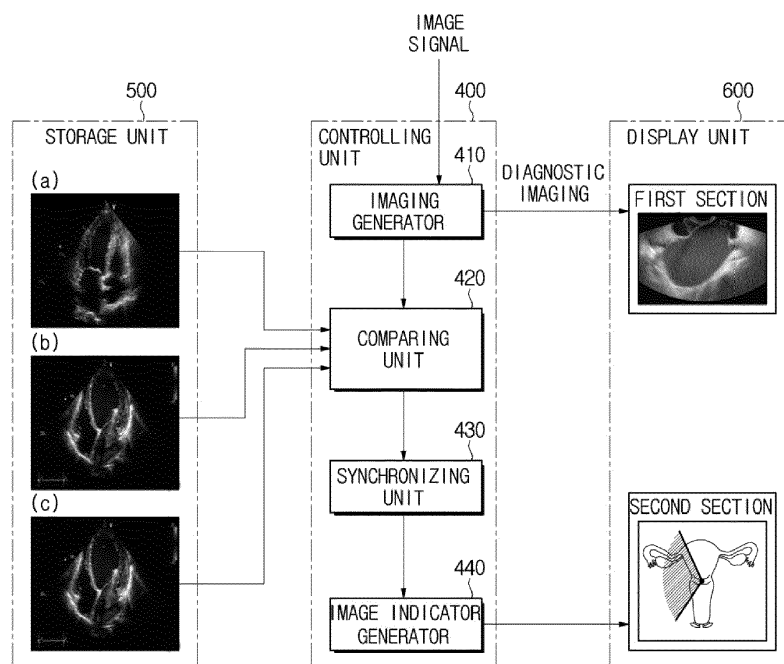 IMAGE
SIGNAL
500
STORAGE UNIT
(a)
(b)
(c)
400
CONTROLLING
UNIT
410
IMAGING
GENERATOR
DIAGNOSTIC
IMAGING
420
COMPARING
UNIT
430
SYNCHRONIZING
UNIT
440
IMAGE INDICATOR
GENERATOR
600
DISPLAY UNIT
FIRST SECTION
SECOND SECTION